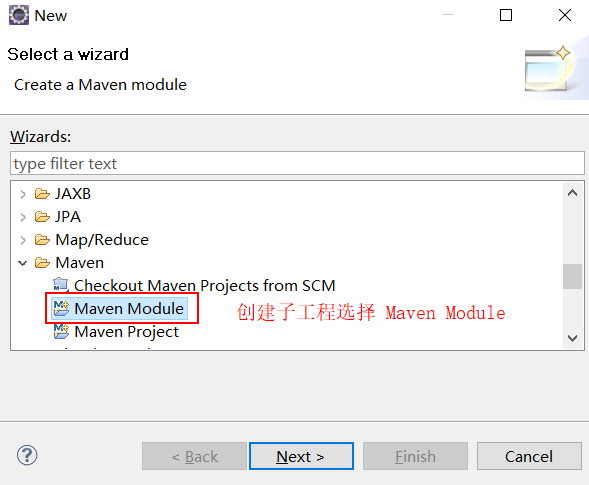 New
Select a wizard
Create a Maven module
Wizards:
type filter text
JAXB
JPA
Map/Reduce
Maven
Checkout Maven Projects from SCM
Maven Module
创建子工程选择 Maven Module
Maven Project
< Back
Next >
Finish
Cancel